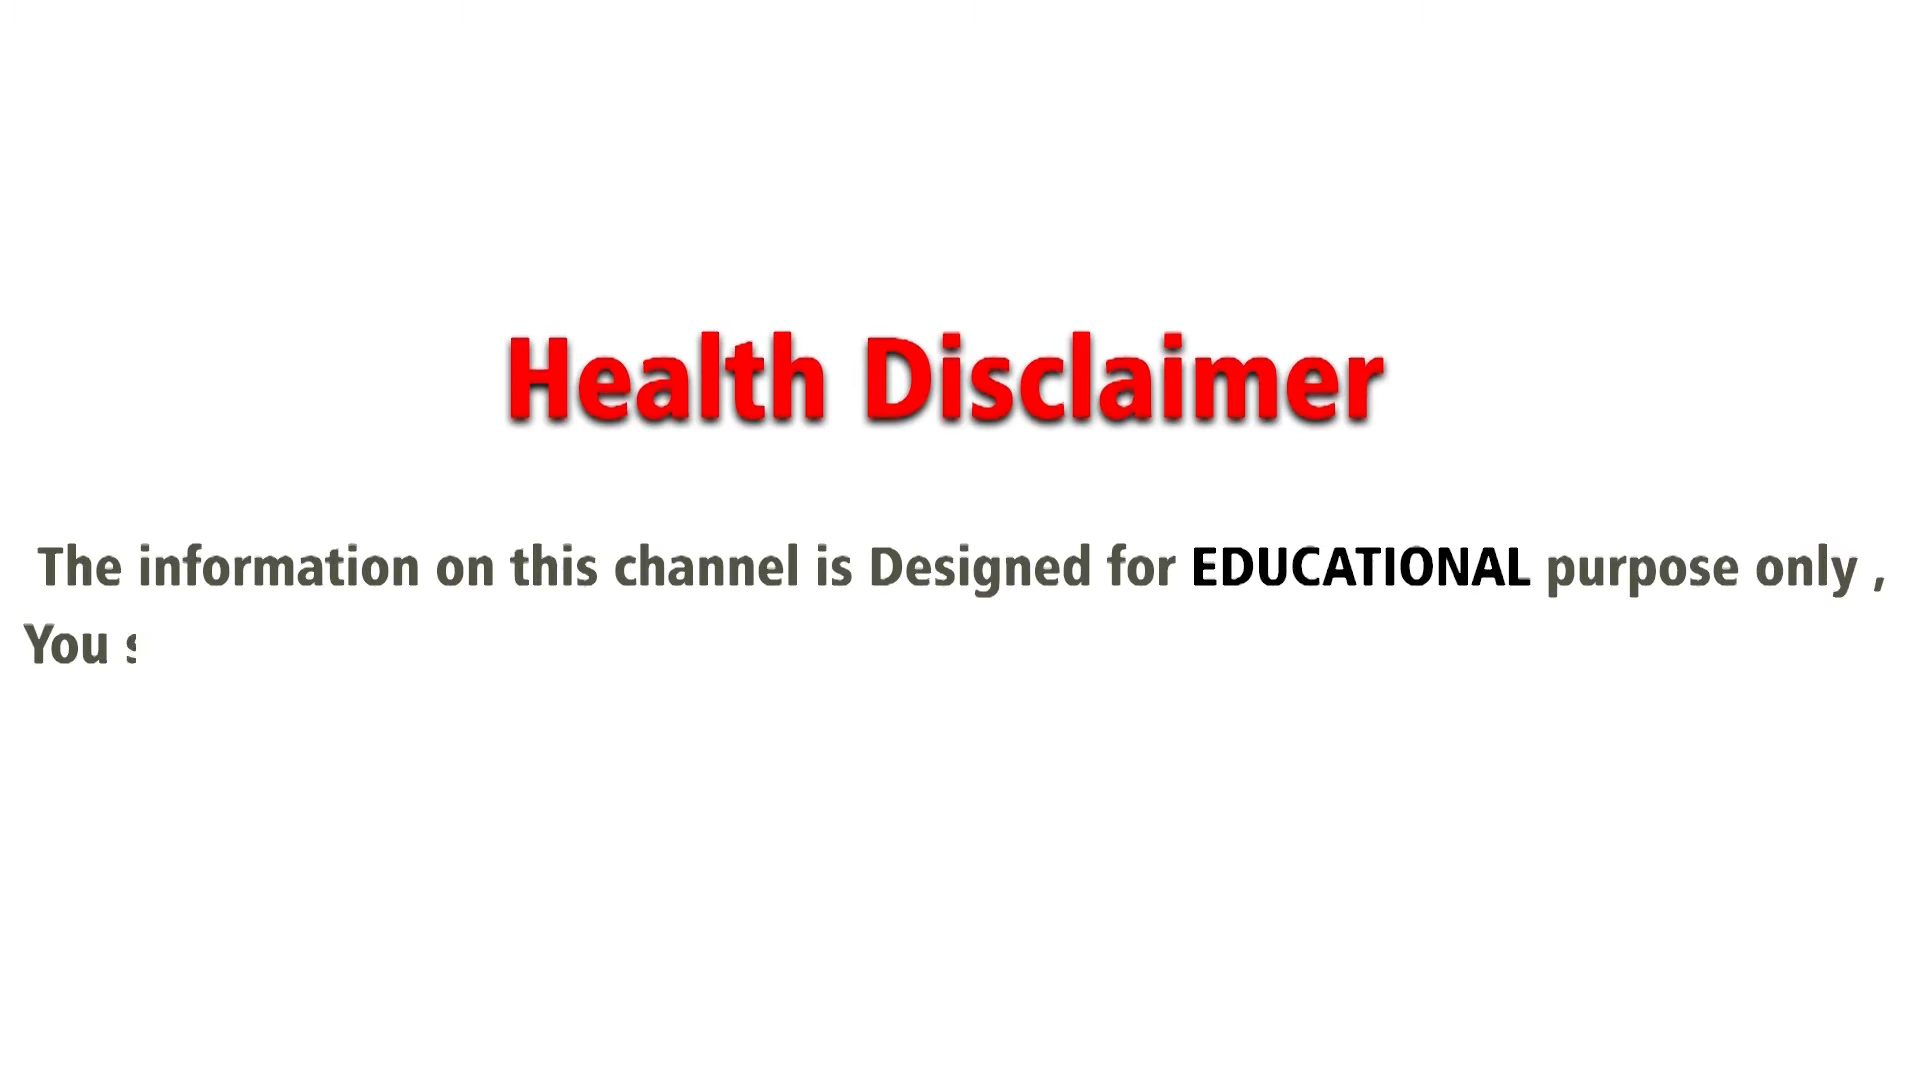 Health Disclaimer
The information on this channel is Designed for EDUCATIONAL purpose only ,
You